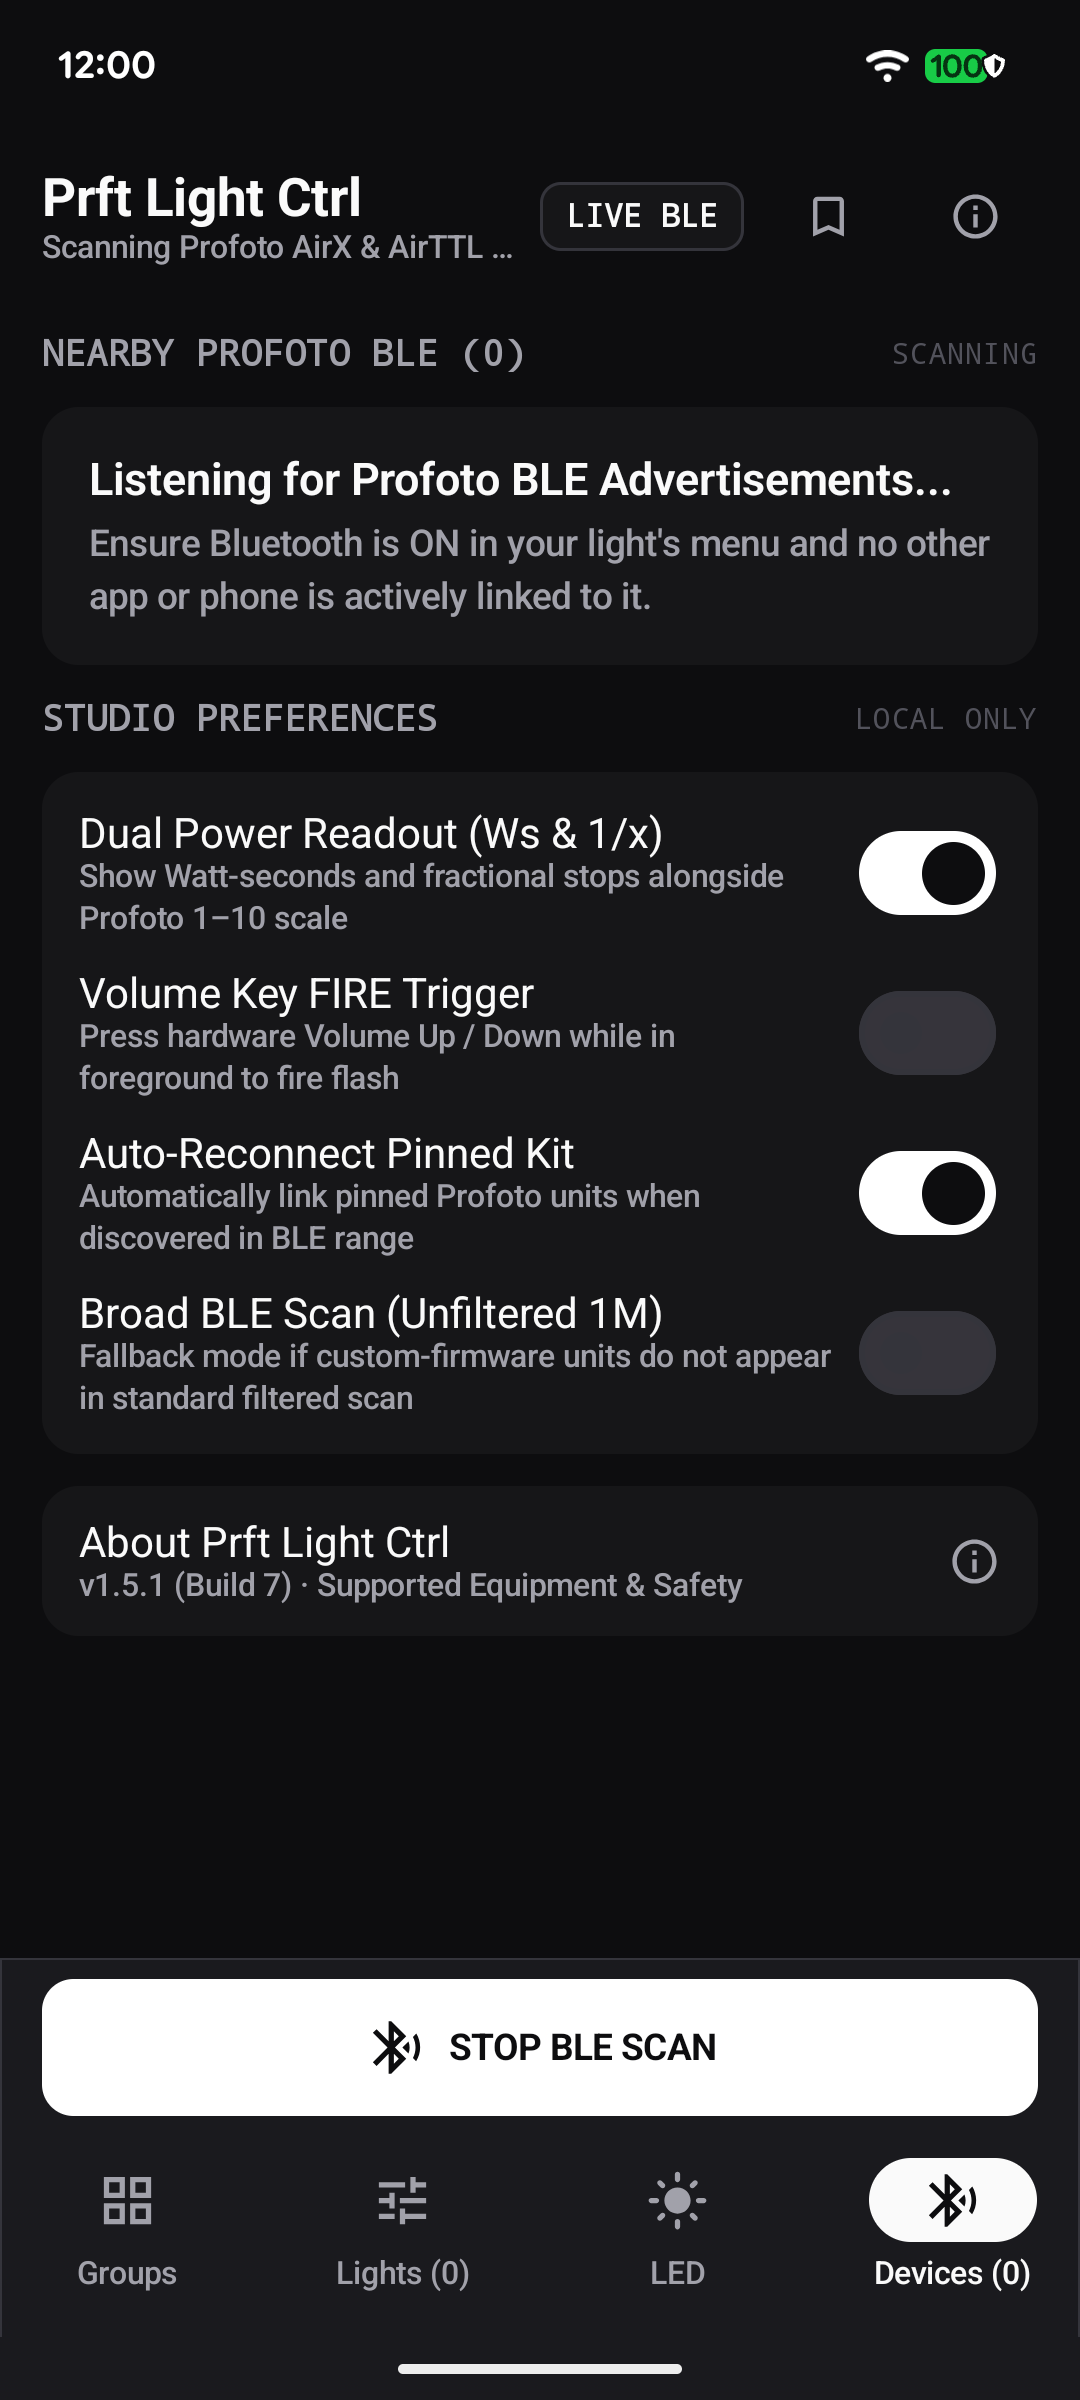 12:00
100
Prft Light Ctrl
Scanning Profoto AirX & AirTTL ...
LIVE BLE
NEARBY PROFOTO BLE (0)
SCANNING
Listening for Profoto BLE Advertisements...
Ensure Bluetooth is ON in your light's menu and no other
app or phone is actively linked to it.
STUDIO PREFERENCES
LOCAL ONLY
Dual Power Readout (Ws & 1/x)
Show Watt-seconds and fractional stops alongside
Profoto 1–10 scale
Volume Key FIRE Trigger
Press hardware Volume Up / Down while in
foreground to fire flash
Auto-Reconnect Pinned Kit
Automatically link pinned Profoto units when
discovered in BLE range
Broad BLE Scan (Unfiltered 1M)
Fallback mode if custom-firmware units do not appear
in standard filtered scan
About Prft Light Ctrl
v1.5.1 (Build 7) · Supported Equipment & Safety
STOP BLE SCAN
Groups
Lights (0)
LED
Devices (0)